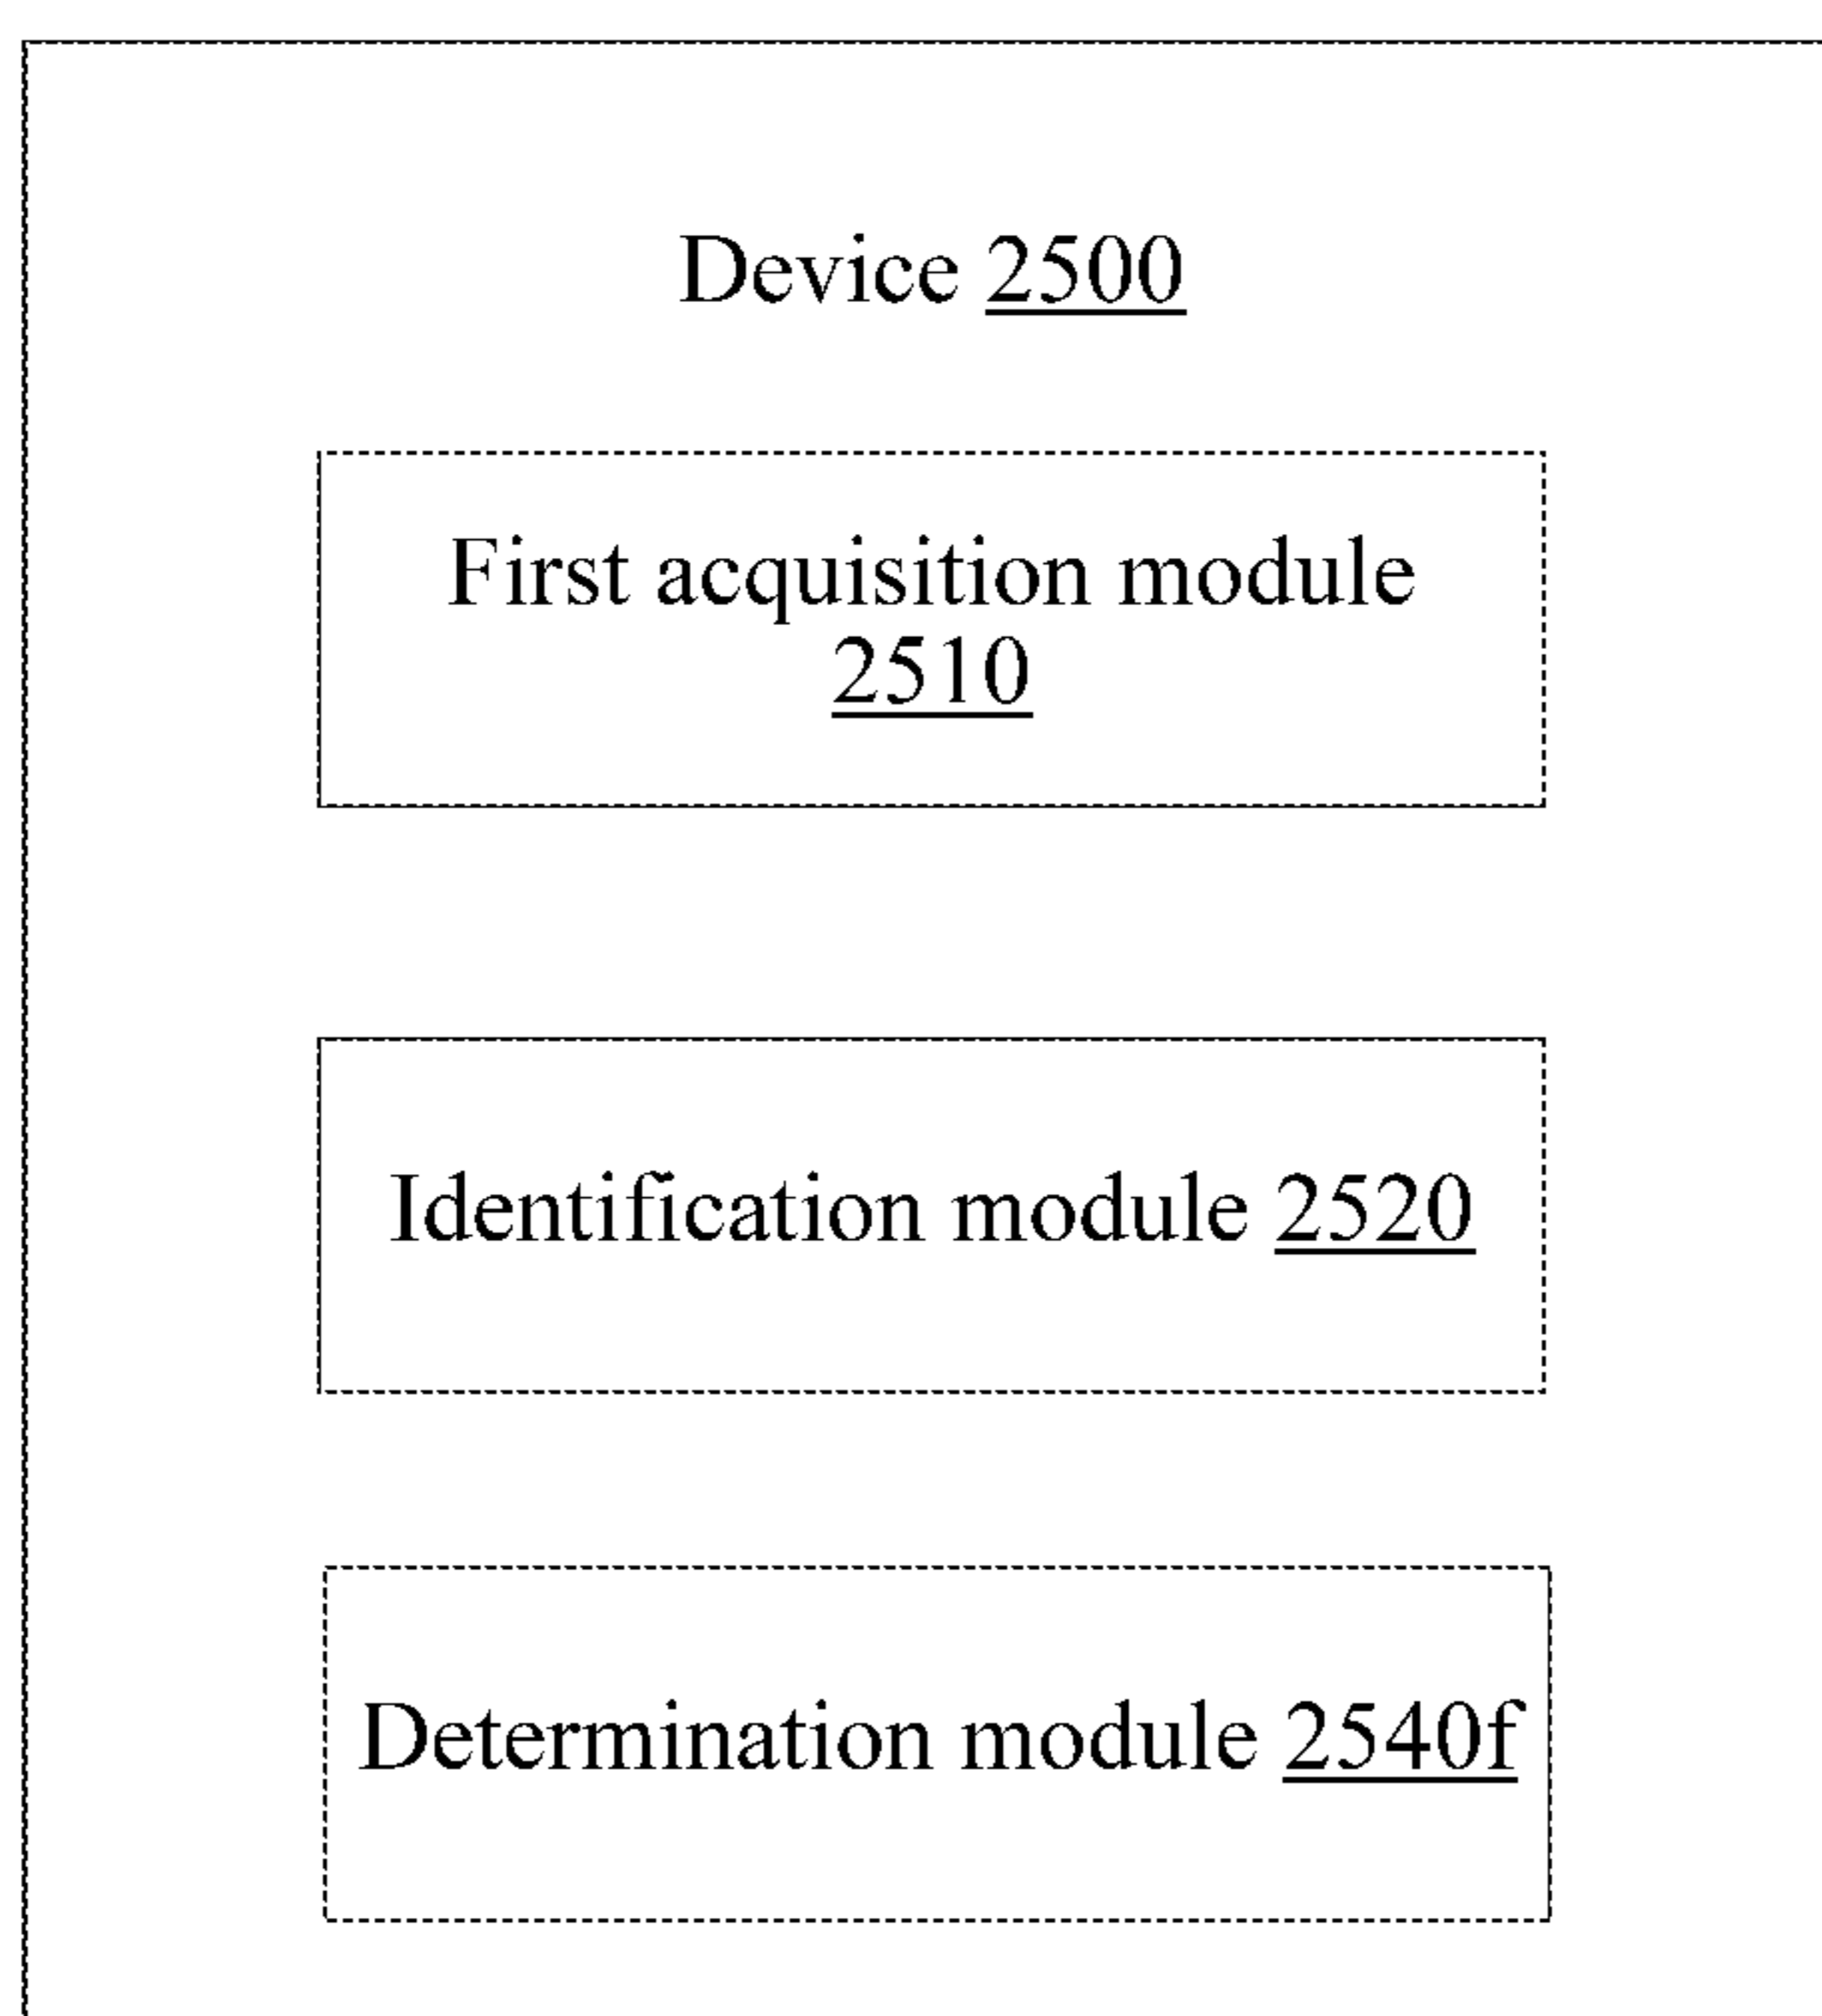 Device 2500
First acquisition module
2510
Identification module 2520
Determination module 2540f